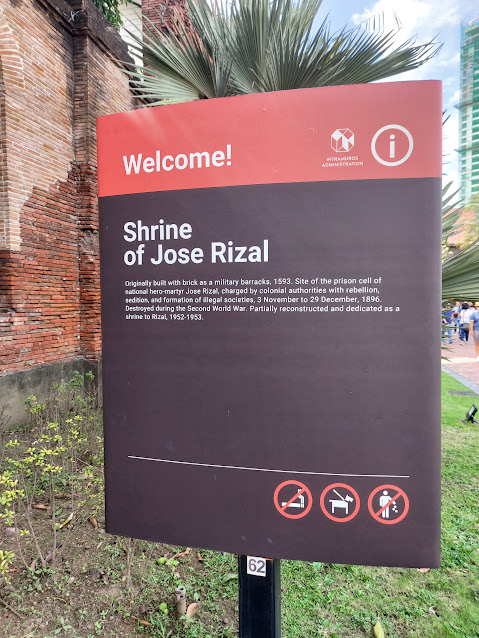 Welcome!
INTRAMUROS
ADMINISTRATION
i
Shrine
of Jose Rizal
Originally built with brick as a military barracks, 1593. Site of the prison cell of
national hero-martyr Jose Rizal, charged by colonial authorities with rebellion,
sedition, and formation of illegal societies, 3 November to 29 December, 1896.
Destroyed during the Second World War. Partially reconstructed and dedicated as a
shrine to Rizal, 1952-1953.
62